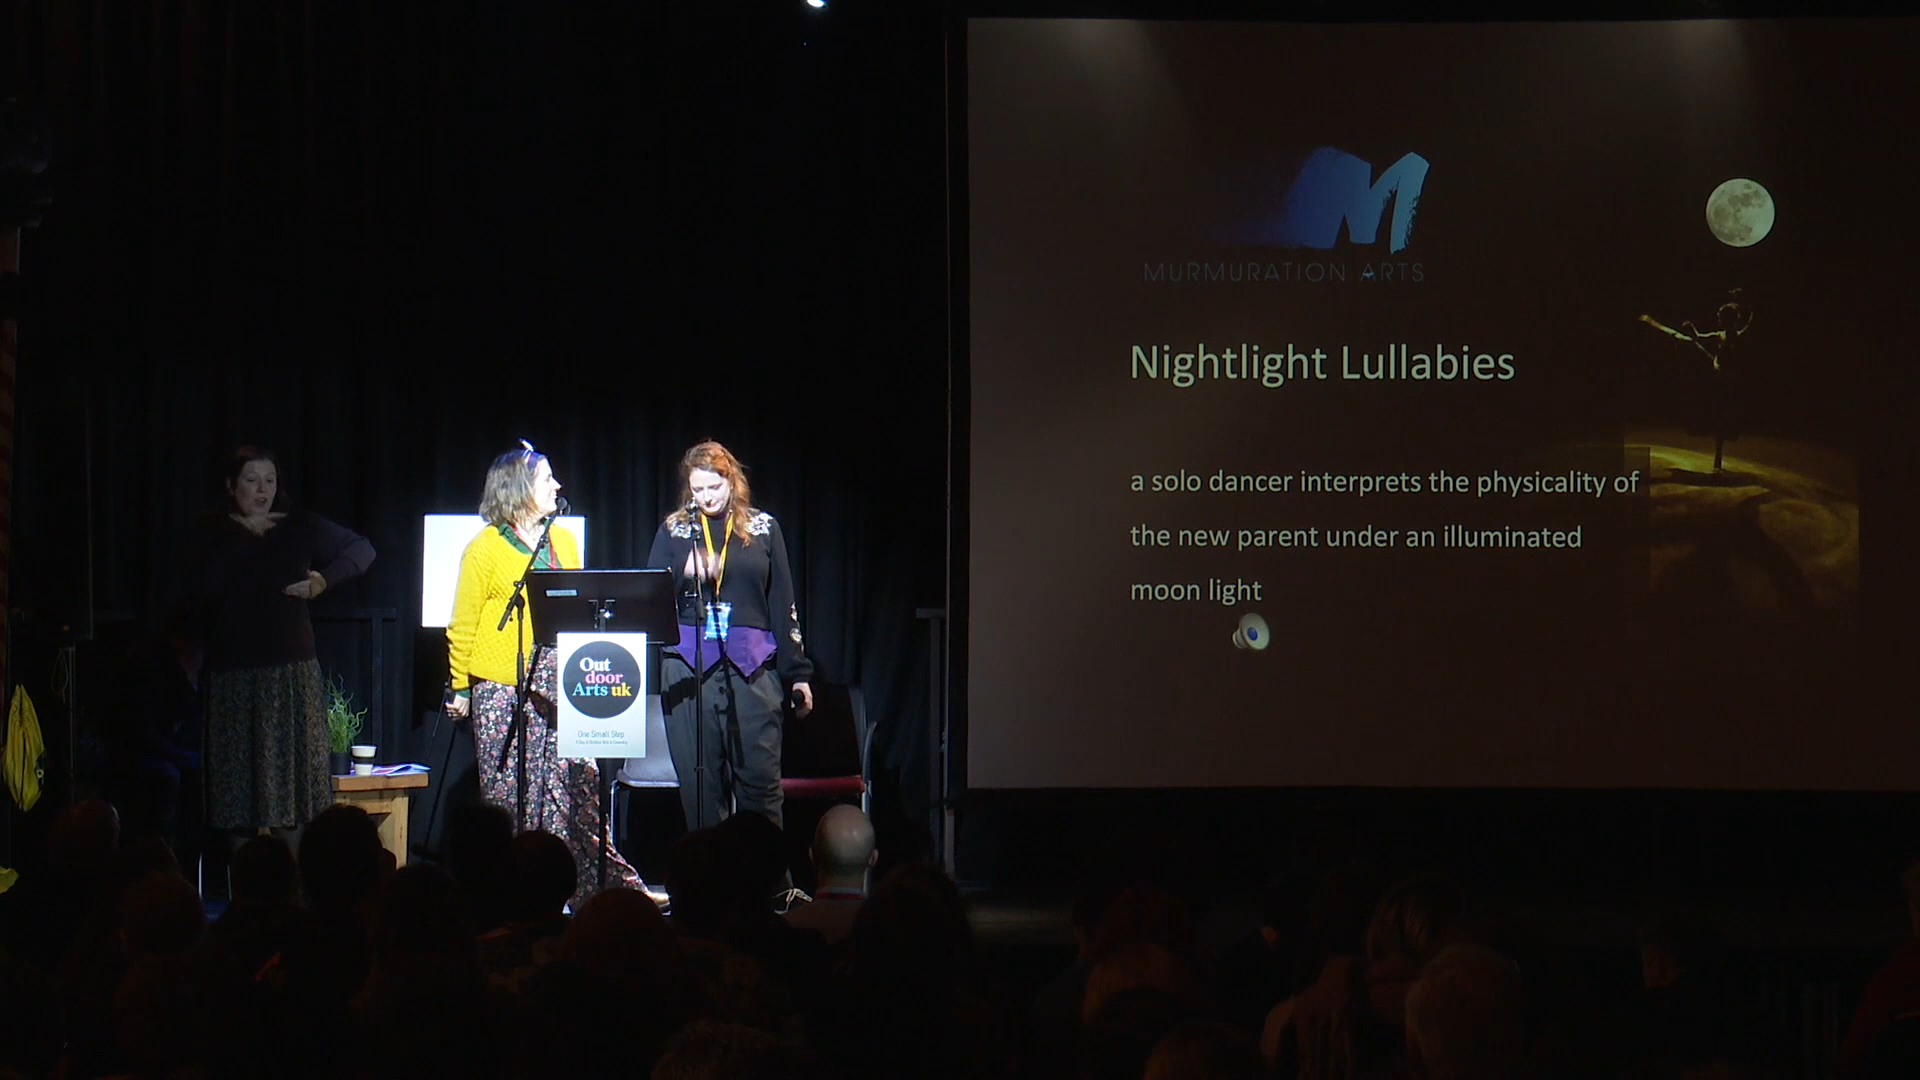 MURMURATION ARTS
Nightlight Lullabies
a solo dancer interprets the physicality of
the new parent under an illuminated
moon light
Out
door
Arts uk
One Small Step